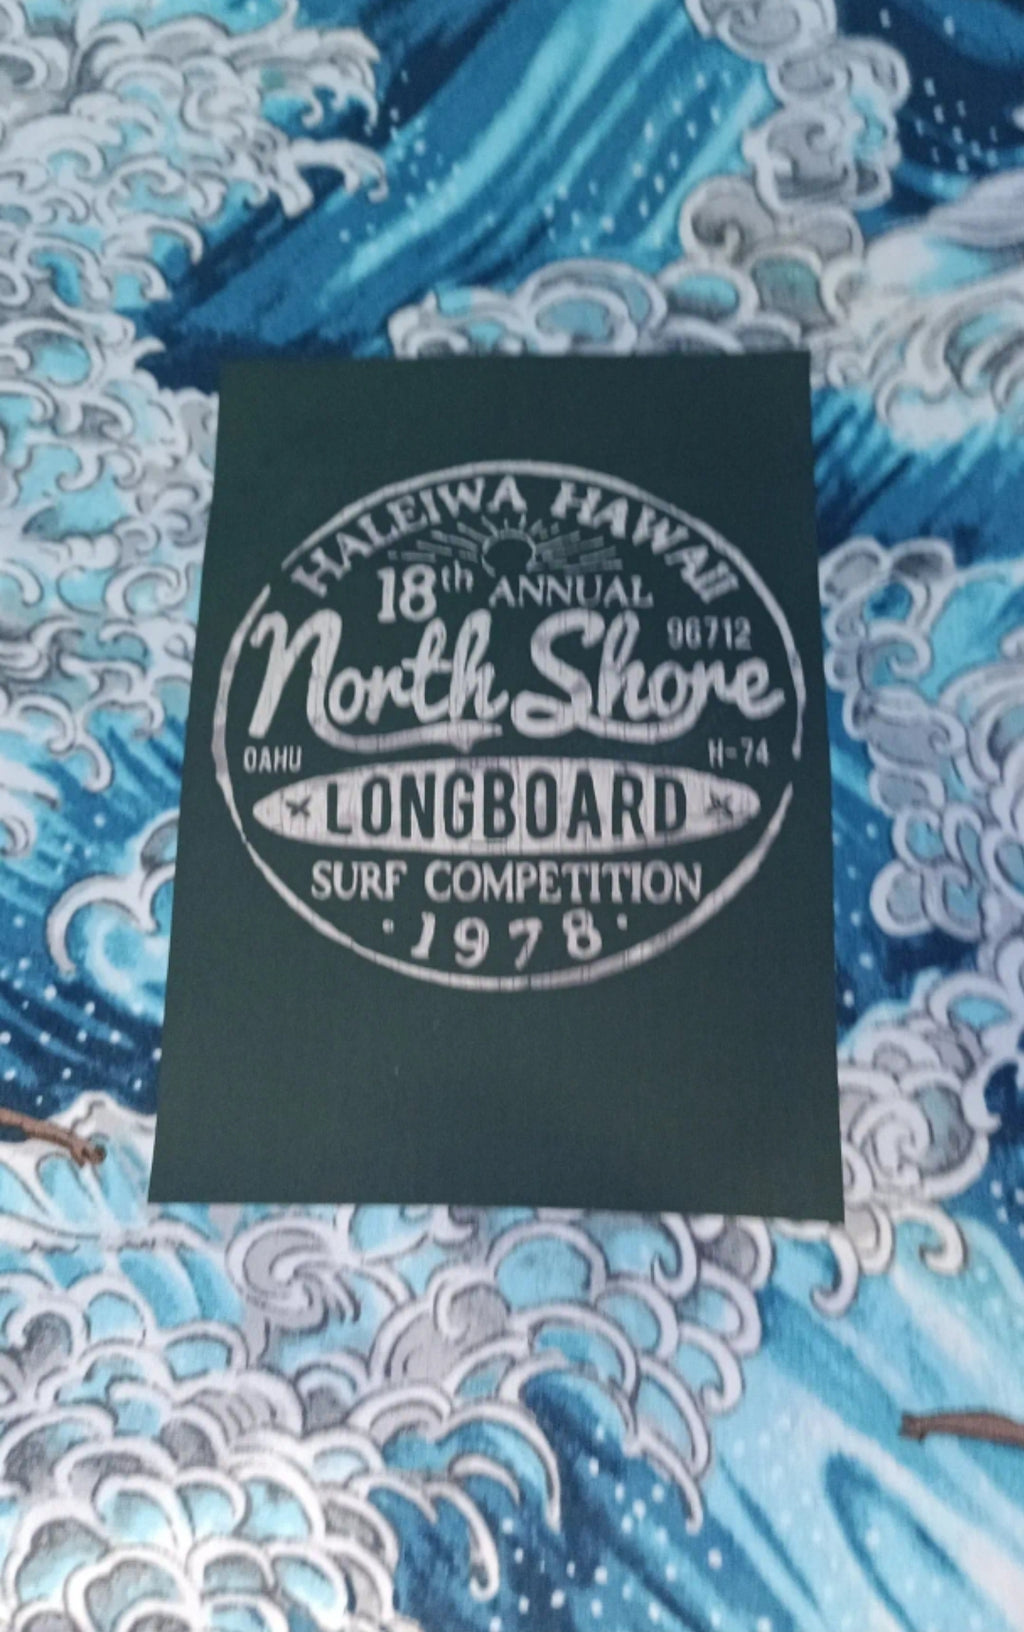 HALEIWA HAWAII
18th ANNUAL
96712
North Shore
OAHU
H-74
LONGBOARD
SURF COMPETITION
· 1978 ·